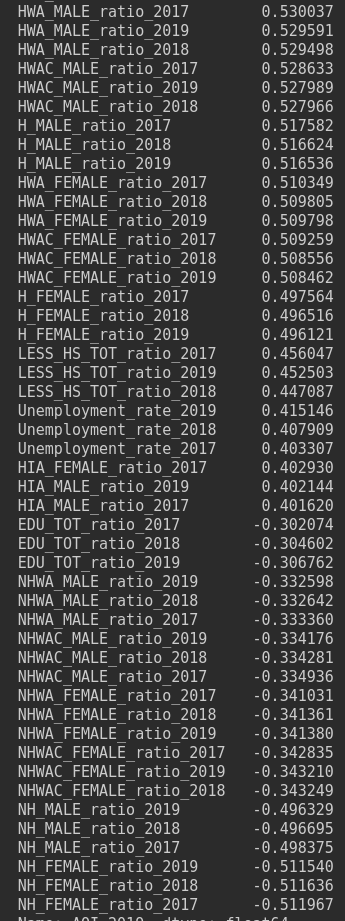 HWA_MALE_ratio_2017 0.530037
HWA_MALE_ratio_2019 0.529591
HWA_MALE_ratio_2018 0.529498
HWAC_MALE_ratio_2017 0.528633
HWAC_MALE_ratio_2019 0.527989
HWAC_MALE_ratio_2018 0.527966
H_MALE_ratio_2017 0.517582
H_MALE_ratio_2018 0.516624
H_MALE_ratio_2019 0.516536
HWA_FEMALE_ratio_2017 0.510349
HWA_FEMALE_ratio_2018 0.509805
HWA_FEMALE_ratio_2019 0.509798
HWAC_FEMALE_ratio_2017 0.509259
HWAC_FEMALE_ratio_2018 0.508556
HWAC_FEMALE_ratio_2019 0.508462
H_FEMALE_ratio_2017 0.497564
H_FEMALE_ratio_2018 0.496516
H_FEMALE_ratio_2019 0.496121
LESS_HS_TOT_ratio_2017 0.456047
LESS_HS_TOT_ratio_2019 0.452503
LESS_HS_TOT_ratio_2018 0.447087
Unemployment_rate_2019 0.415146
Unemployment_rate_2018 0.407909
Unemployment_rate_2017 0.403307
HIA_FEMALE_ratio_2017 0.402930
HIA_MALE_ratio_2019 0.402144
HIA_MALE_ratio_2017 0.401620
EDU_TOT_ratio_2017 -0.302074
EDU_TOT_ratio_2018 -0.304602
EDU_TOT_ratio_2019 -0.306762
NHWA_MALE_ratio_2019 -0.332598
NHWA_MALE_ratio_2018 -0.332642
NHWA_MALE_ratio_2017 -0.333360
NHWAC_MALE_ratio_2019 -0.334176
NHWAC_MALE_ratio_2018 -0.334281
NHWAC_MALE_ratio_2017 -0.334936
NHWA_FEMALE_ratio_2017 -0.341031
NHWA_FEMALE_ratio_2018 -0.341361
NHWA_FEMALE_ratio_2019 -0.341380
NHWAC_FEMALE_ratio_2017 -0.342835
NHWAC_FEMALE_ratio_2019 -0.343210
NHWAC_FEMALE_ratio_2018 -0.343249
NH_MALE_ratio_2019 -0.496329
NH_MALE_ratio_2018 -0.496695
NH_MALE_ratio_2017 -0.498375
NH_FEMALE_ratio_2019 -0.511540
NH_FEMALE_ratio_2018 -0.511636
NH_FEMALE_ratio_2017 -0.511967